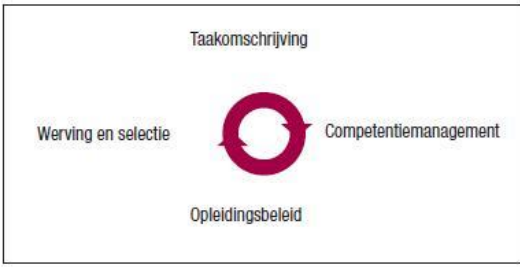 Taakomschrijving
Werving en selectie
Competentiemanagement
Opleidingsbeleid